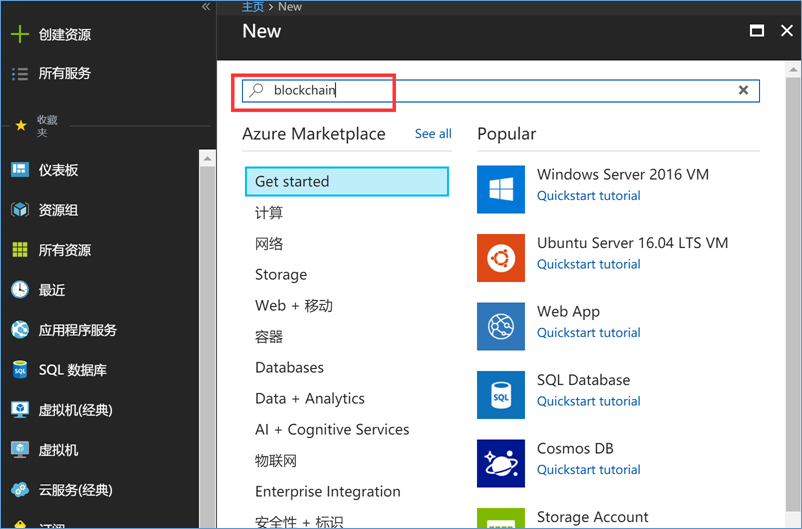 主页 > New
New
创建资源
所有服务
收藏
夹
仪表板
资源组
所有资源
最近
应用程序服务
SQL 数据库
虚拟机(经典)
虚拟机
云服务(经典)
订阅
blockchain
Azure Marketplace See all
Get started
计算
网络
Storage
Web + 移动
容器
Databases
Data + Analytics
AI + Cognitive Services
物联网
Enterprise Integration
安全性 + 标识
Popular
Windows Server 2016 VM
Quickstart tutorial
Ubuntu Server 16.04 LTS VM
Quickstart tutorial
Web App
Quickstart tutorial
SQL
SQL Database
Quickstart tutorial
Cosmos DB
Quickstart tutorial
Storage Account